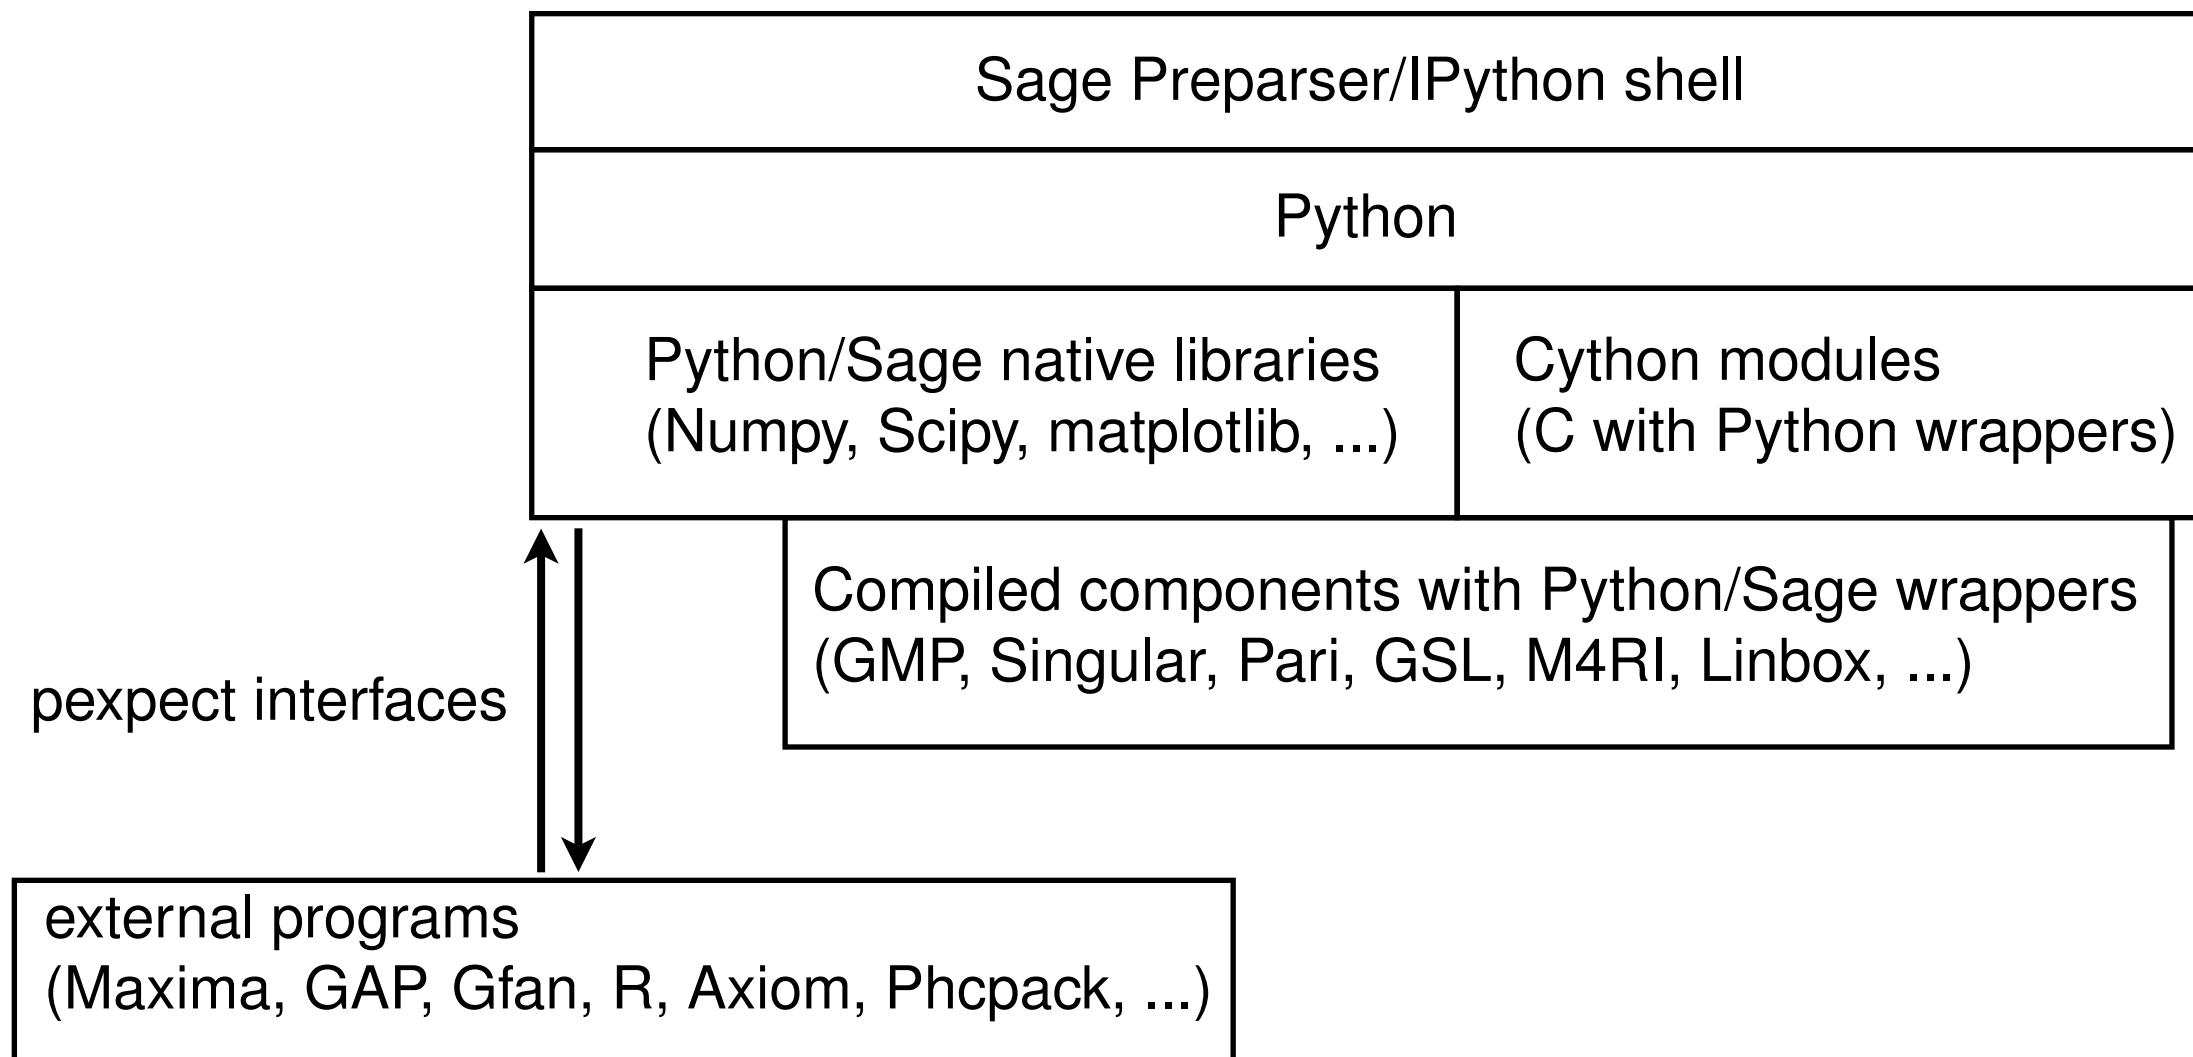 Sage Preparser/IPython shell
Python
Python/Sage native libraries
(Numpy, Scipy, matplotlib, ...)
Cython modules
(C with Python wrappers)
Compiled components with Python/Sage wrappers
(GMP, Singular, Pari, GSL, M4RI, Linbox, ...)
pexpect interfaces
external programs
(Maxima, GAP, Gfan, R, Axiom, Phcpack, ...)